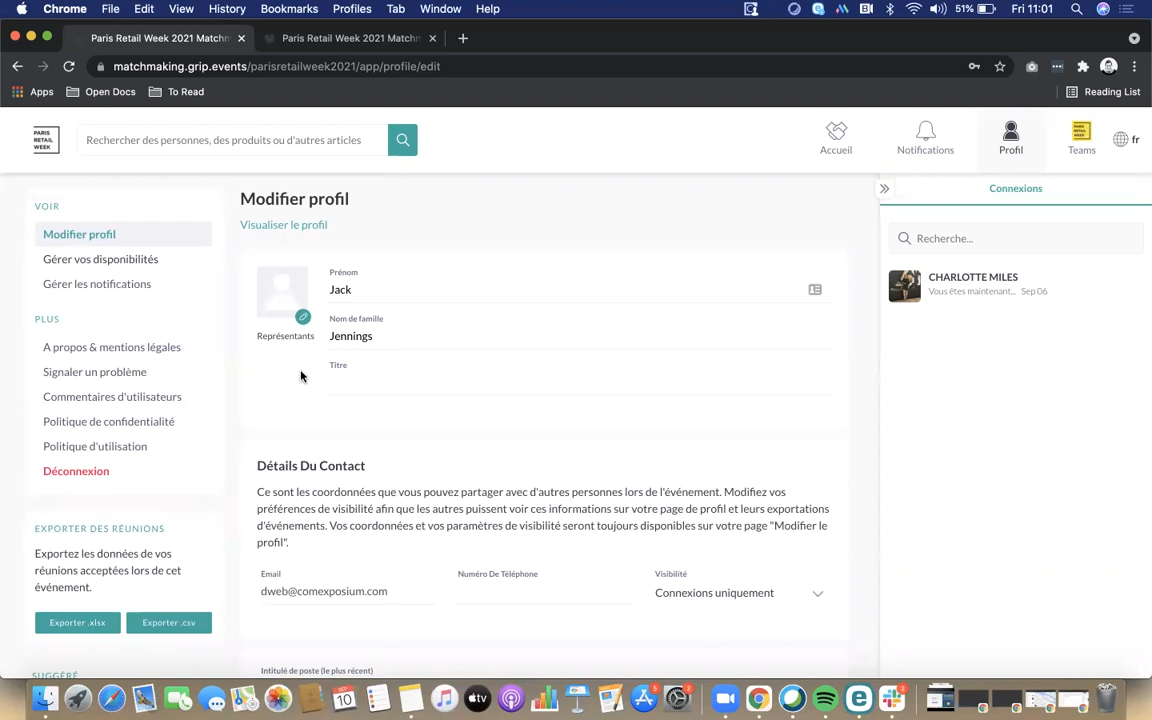 Chrome File Edit View History Bookmarks Profiles Tab Window Help 51% Fri 11:01
Paris Retail Week 2021 Matchm Paris Retail Week 2021 Matchm
matchmaking.grip.events/parisretailweek2021/app/profile/edit
Apps Open Docs To Read Reading List
PARIS
RETAIL
WEEK
Rechercher des personnes, des produits ou d'autres articles
Accueil Notifications Profil Teams fr
VOIR
Modifier profil
Gérer vos disponibilités
Gérer les notifications
PLUS
A propos & mentions légales
Signaler un problème
Commentaires d'utilisateurs
Politique de confidentialité
Politique d'utilisation
Déconnexion
EXPORTER DES RÉUNIONS
Exportez les données de vos
réunions acceptées lors de cet
événement.
Exporter .xlsx Exporter .csv
SUGGÉRÉ
Modifier profil
Visualiser le profil
Représentants
Prénom
Jack
Nom de famille
Jennings
Titre
Détails Du Contact
Ce sont les coordonnées que vous pouvez partager avec d'autres personnes lors de l'événement. Modifiez vos
préférences de visibilité afin que les autres puissent voir ces informations sur votre page de profil et leurs exportations
d'événements. Vos coordonnées et vos paramètres de visibilité seront toujours disponibles sur votre page "Modifier le
profil".
Email Numéro De Téléphone Visibilité
dweb@comexposium.com Connexions uniquement
Intitulé de poste (le plus récent)
Connexions
Recherche...
CHARLOTTE MILES
Vous êtes maintenant... Sep 06